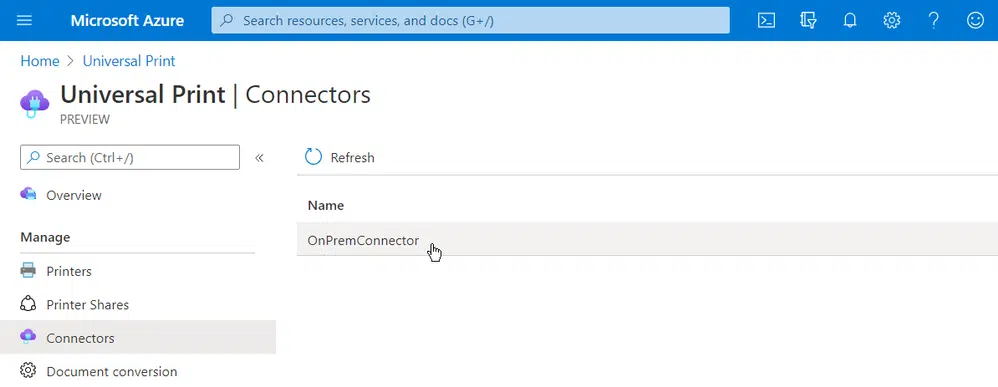 Microsoft Azure
Search resources, services, and docs (G+/)
Home > Universal Print
Universal Print | Connectors
PREVIEW
Search (Ctrl+/)
«
Refresh
Overview
Name
Manage
OnPremConnector
Printers
Printer Shares
Connectors
Document conversion